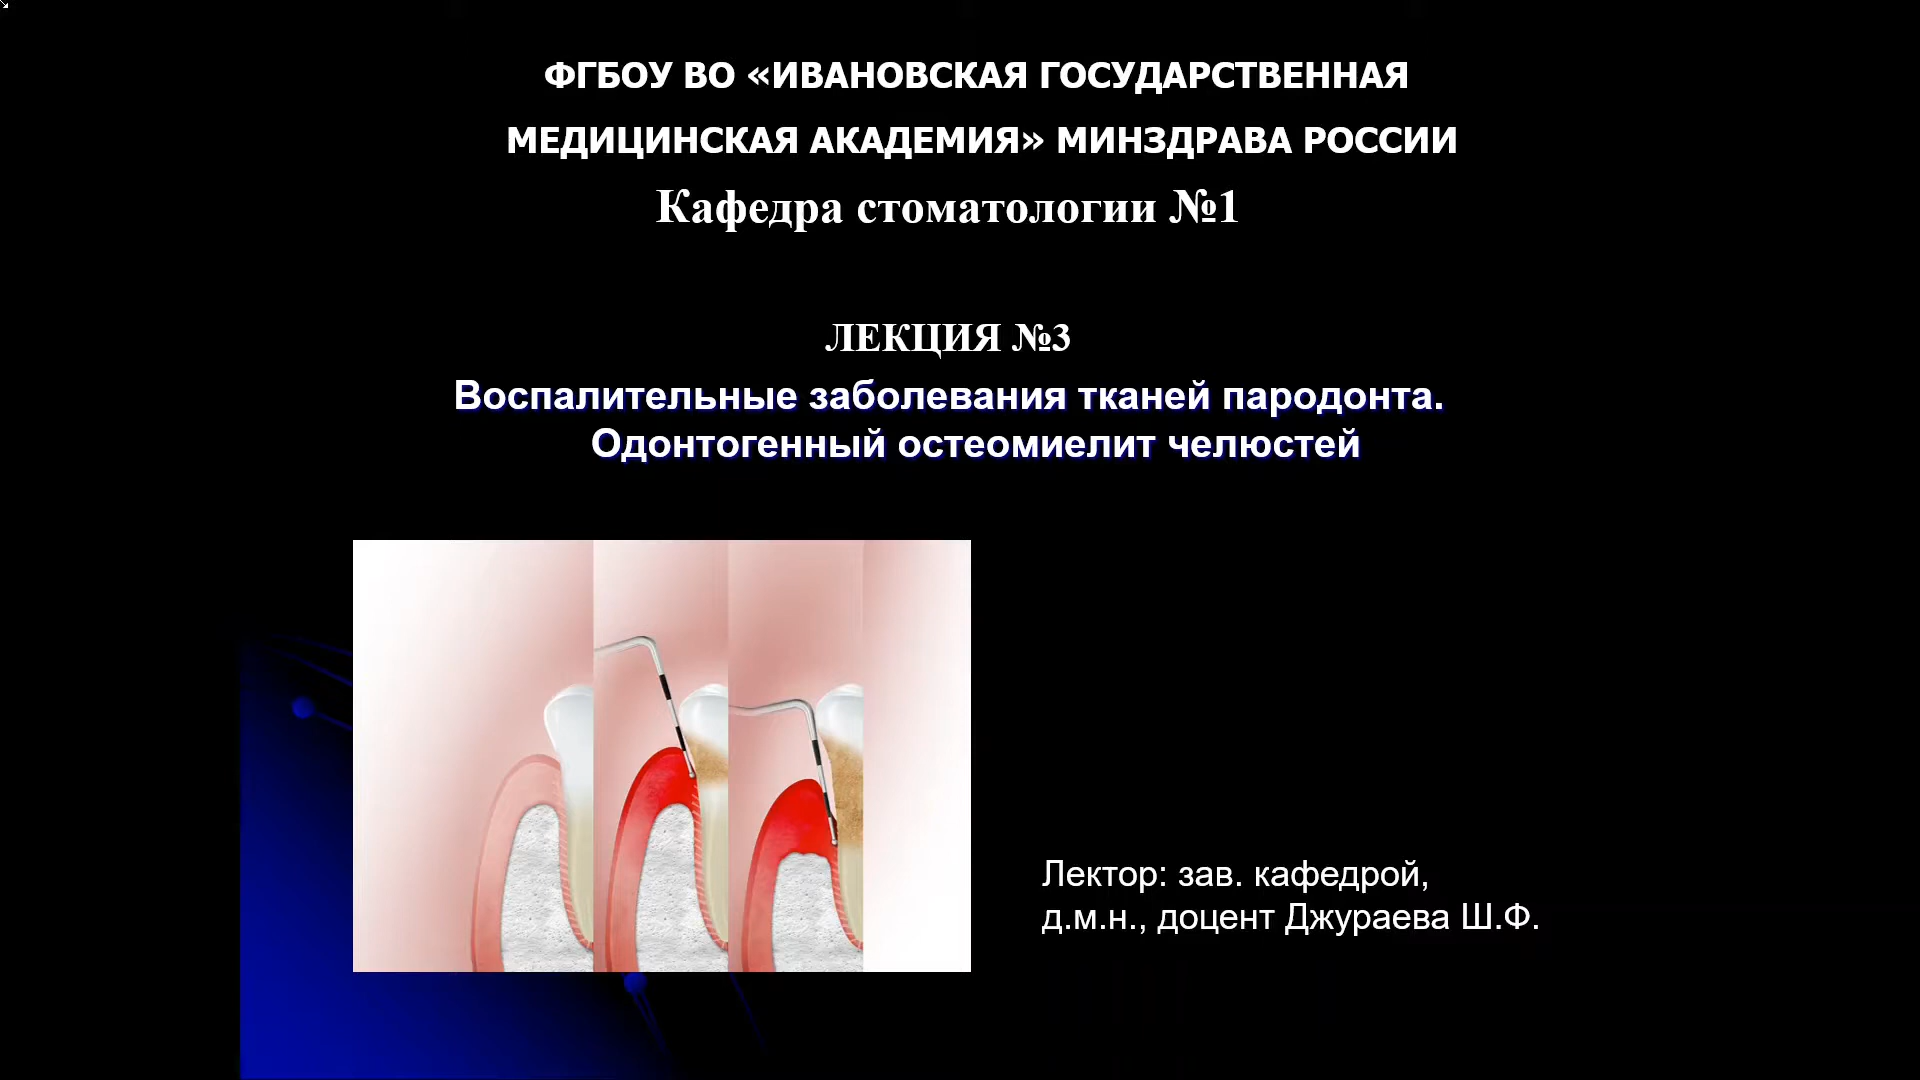 ФГБОУ ВО «ИВАНОВСКАЯ ГОСУДАРСТВЕННАЯ
МЕДИЦИНСКАЯ АКАДЕМИЯ» МИНЗДРАВА РОССИИ
Кафедра стоматологии №1
ЛЕКЦИЯ №3
Воспалительные заболевания тканей пародонта.
Одонтогенный остеомиелит челюстей
Лектор: зав. кафедрой,
д.м.н., доцент Джураева Ш.Ф.